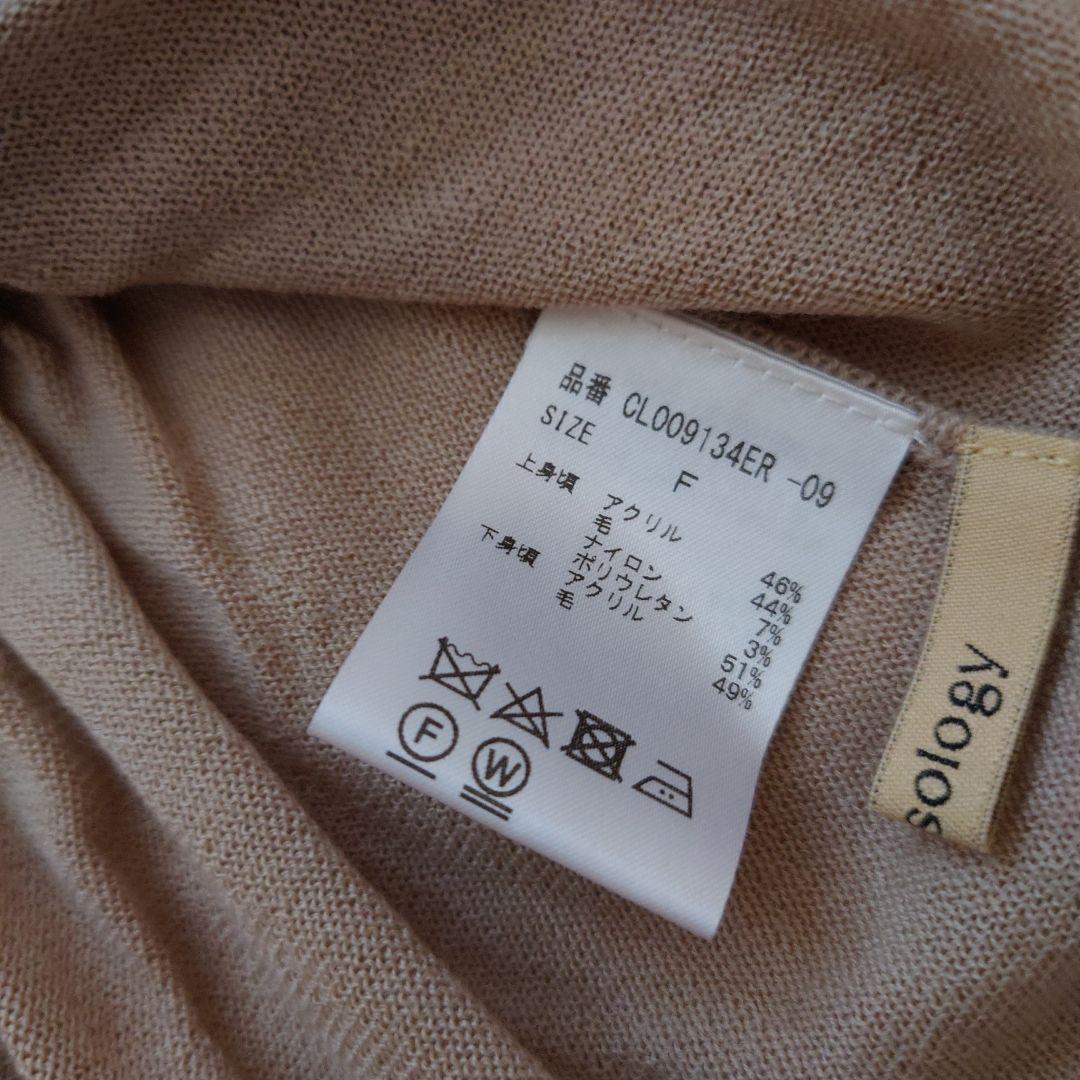 品番 CL009134ER -09
SIZE F
上身頃 アクリル 46%
毛 44%
ナイロン 7%
ポリウレタン 3%
下身頃 アクリル 51%
毛 49%
F
W
sology